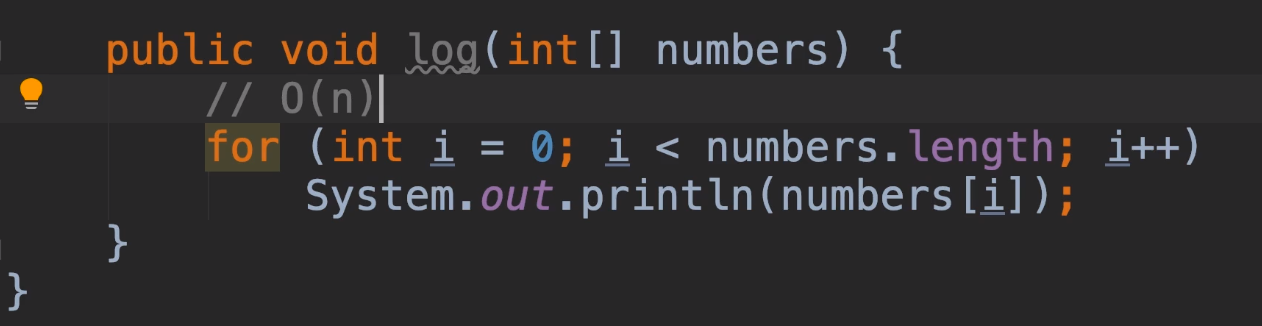 public void log(int[] numbers) {
// O(n)
for (int i = 0; i < numbers.length; i++)
System.out.println(numbers[i]);
}
}